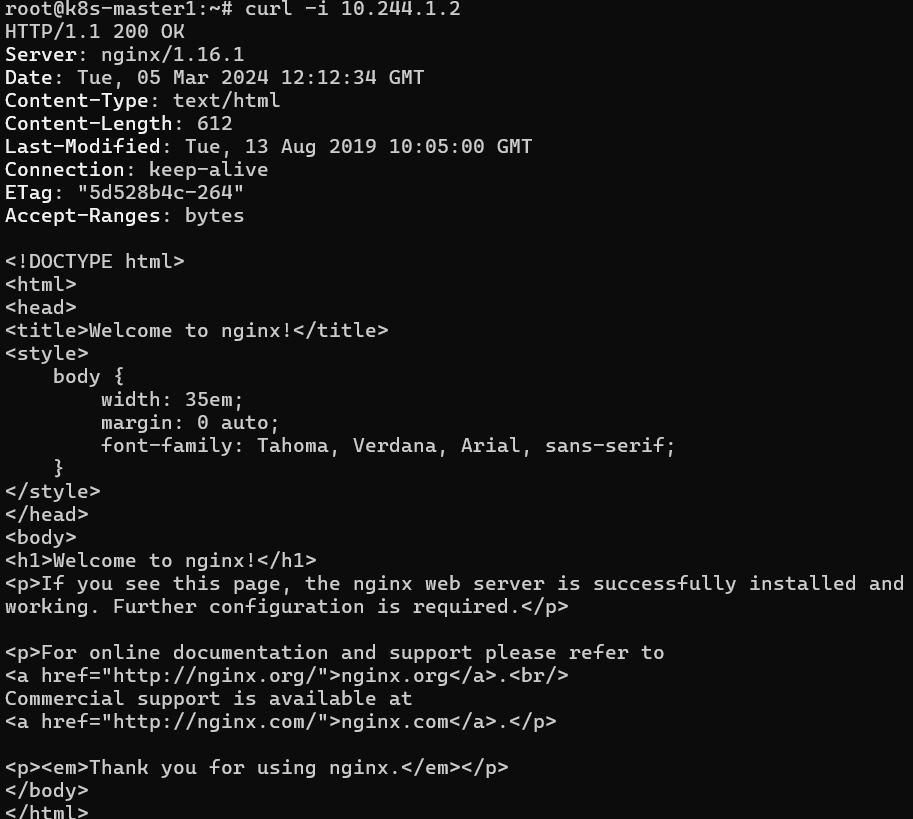 root@k8s-master1:~# curl -i 10.244.1.2
HTTP/1.1 200 OK
Server: nginx/1.16.1
Date: Tue, 05 Mar 2024 12:12:34 GMT
Content-Type: text/html
Content-Length: 612
Last-Modified: Tue, 13 Aug 2019 10:05:00 GMT
Connection: keep-alive
ETag: "5d528b4c-264"
Accept-Ranges: bytes

<!DOCTYPE html>
<html>
<head>
<title>Welcome to nginx!</title>
<style>
    body {
        width: 35em;
        margin: 0 auto;
        font-family: Tahoma, Verdana, Arial, sans-serif;
    }
</style>
</head>
<body>
<h1>Welcome to nginx!</h1>
<p>If you see this page, the nginx web server is successfully installed and
working. Further configuration is required.</p>

<p>For online documentation and support please refer to
<a href="http://nginx.org/">nginx.org</a>.<br/>
Commercial support is available at
<a href="http://nginx.com/">nginx.com</a>.</p>

<p><em>Thank you for using nginx.</em></p>
</body>
</html>